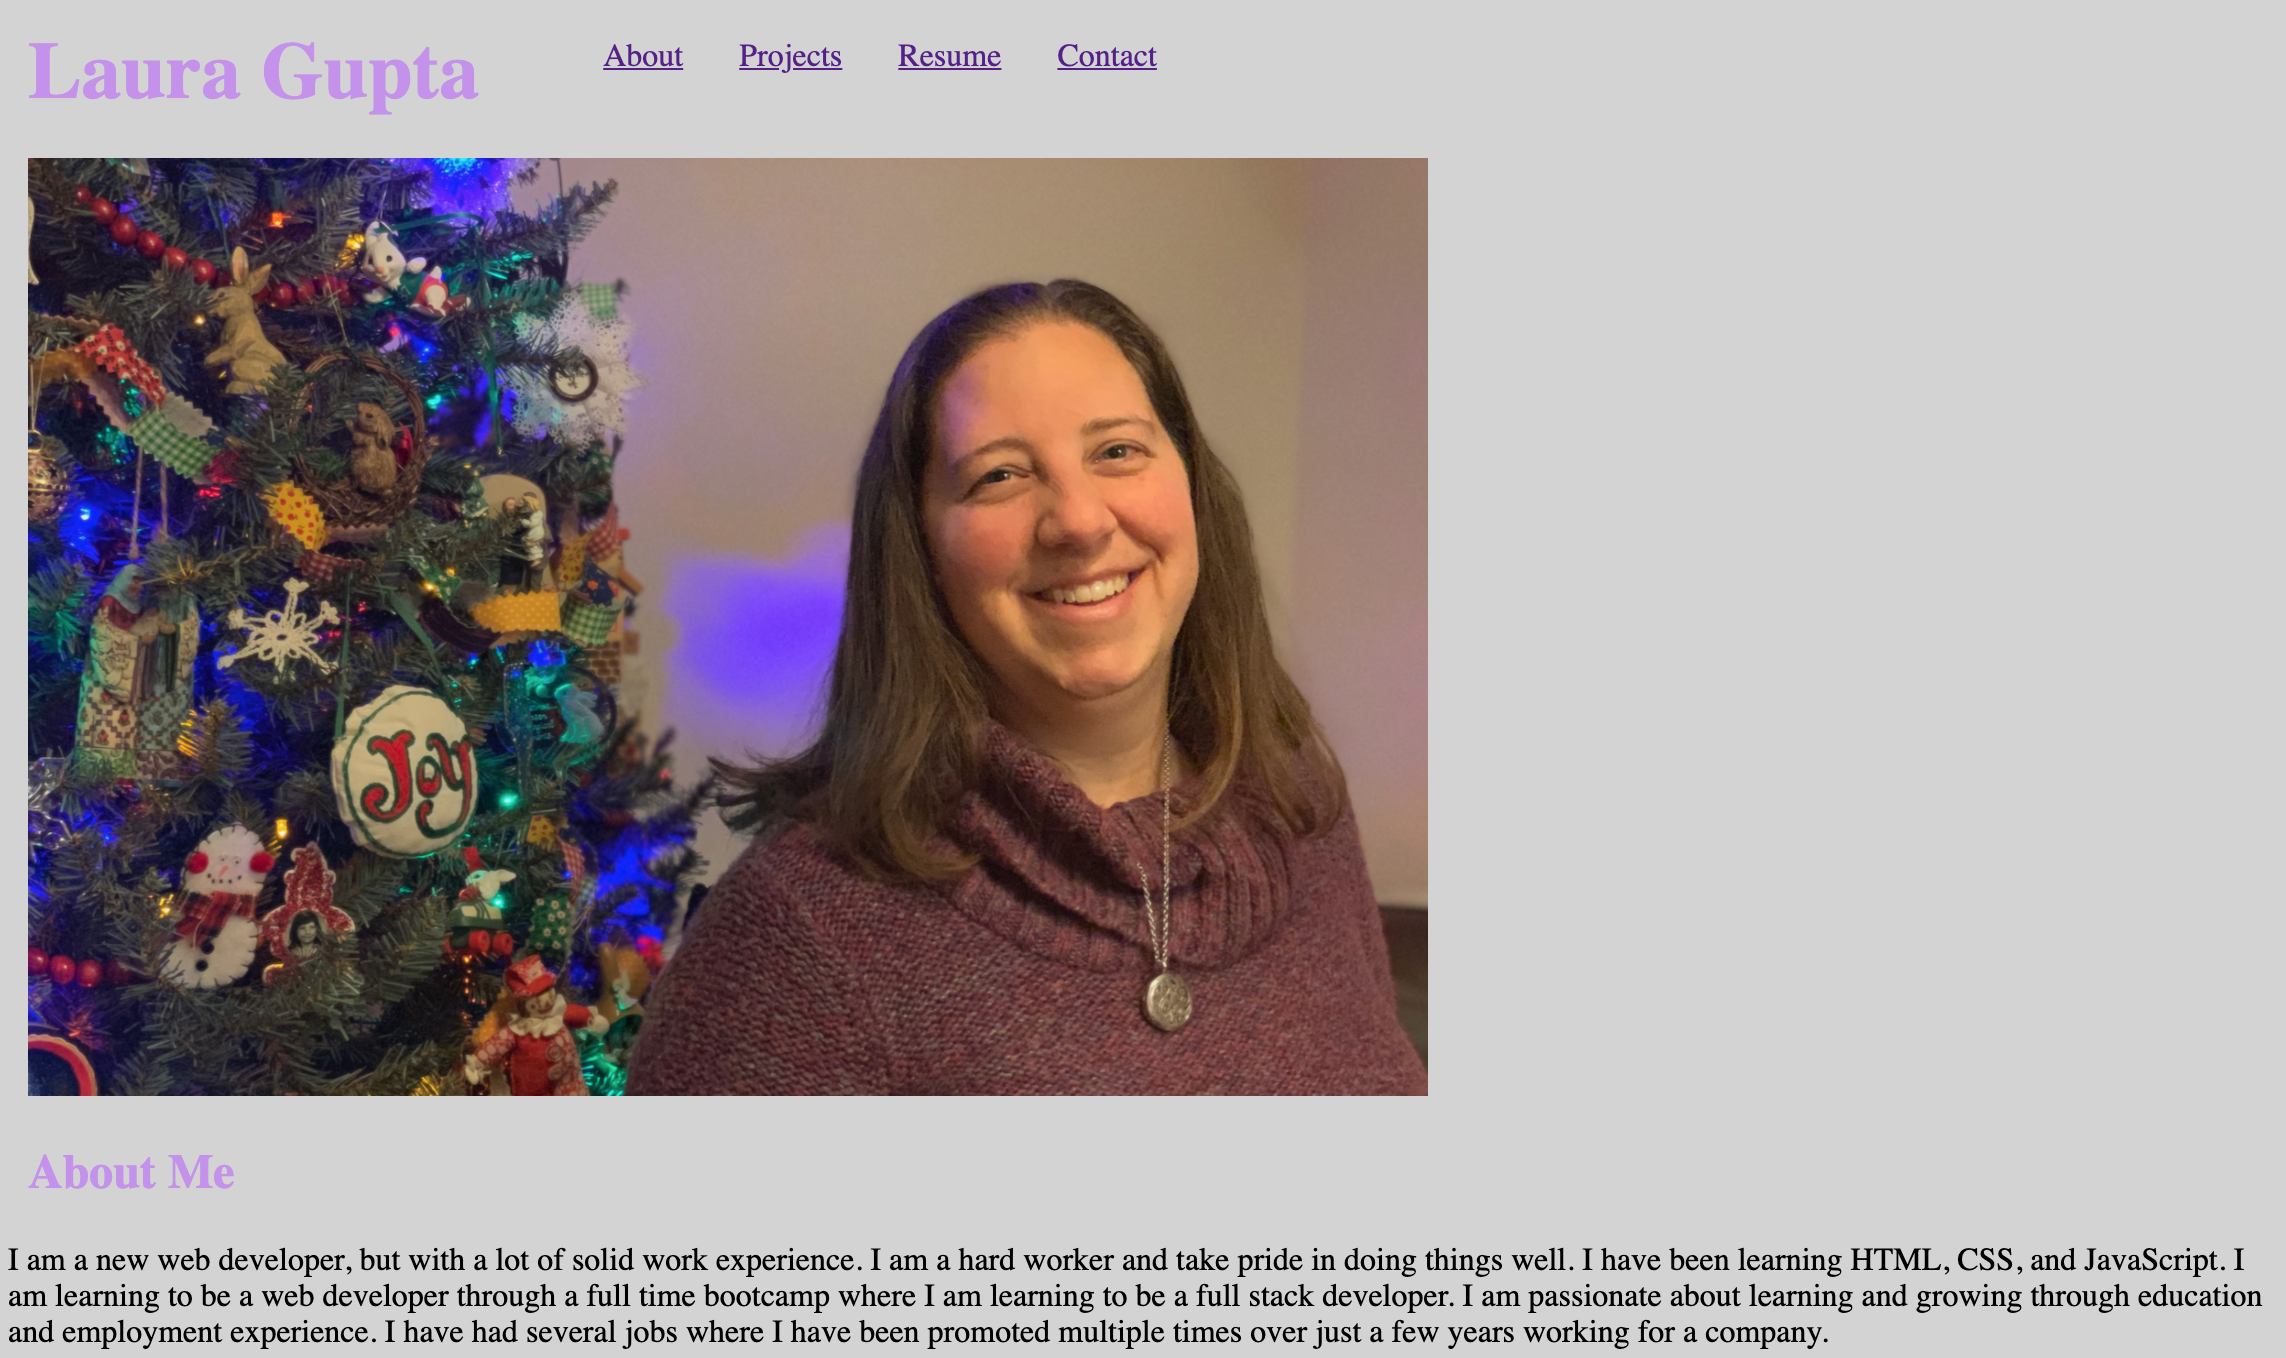 Laura Gupta
About Projects Resume Contact
Joy
About Me
I am a new web developer, but with a lot of solid work experience. I am a hard worker and take pride in doing things well. I have been learning HTML, CSS, and JavaScript. I
am learning to be a web developer through a full time bootcamp where I am learning to be a full stack developer. I am passionate about learning and growing through education
and employment experience. I have had several jobs where I have been promoted multiple times over just a few years working for a company.